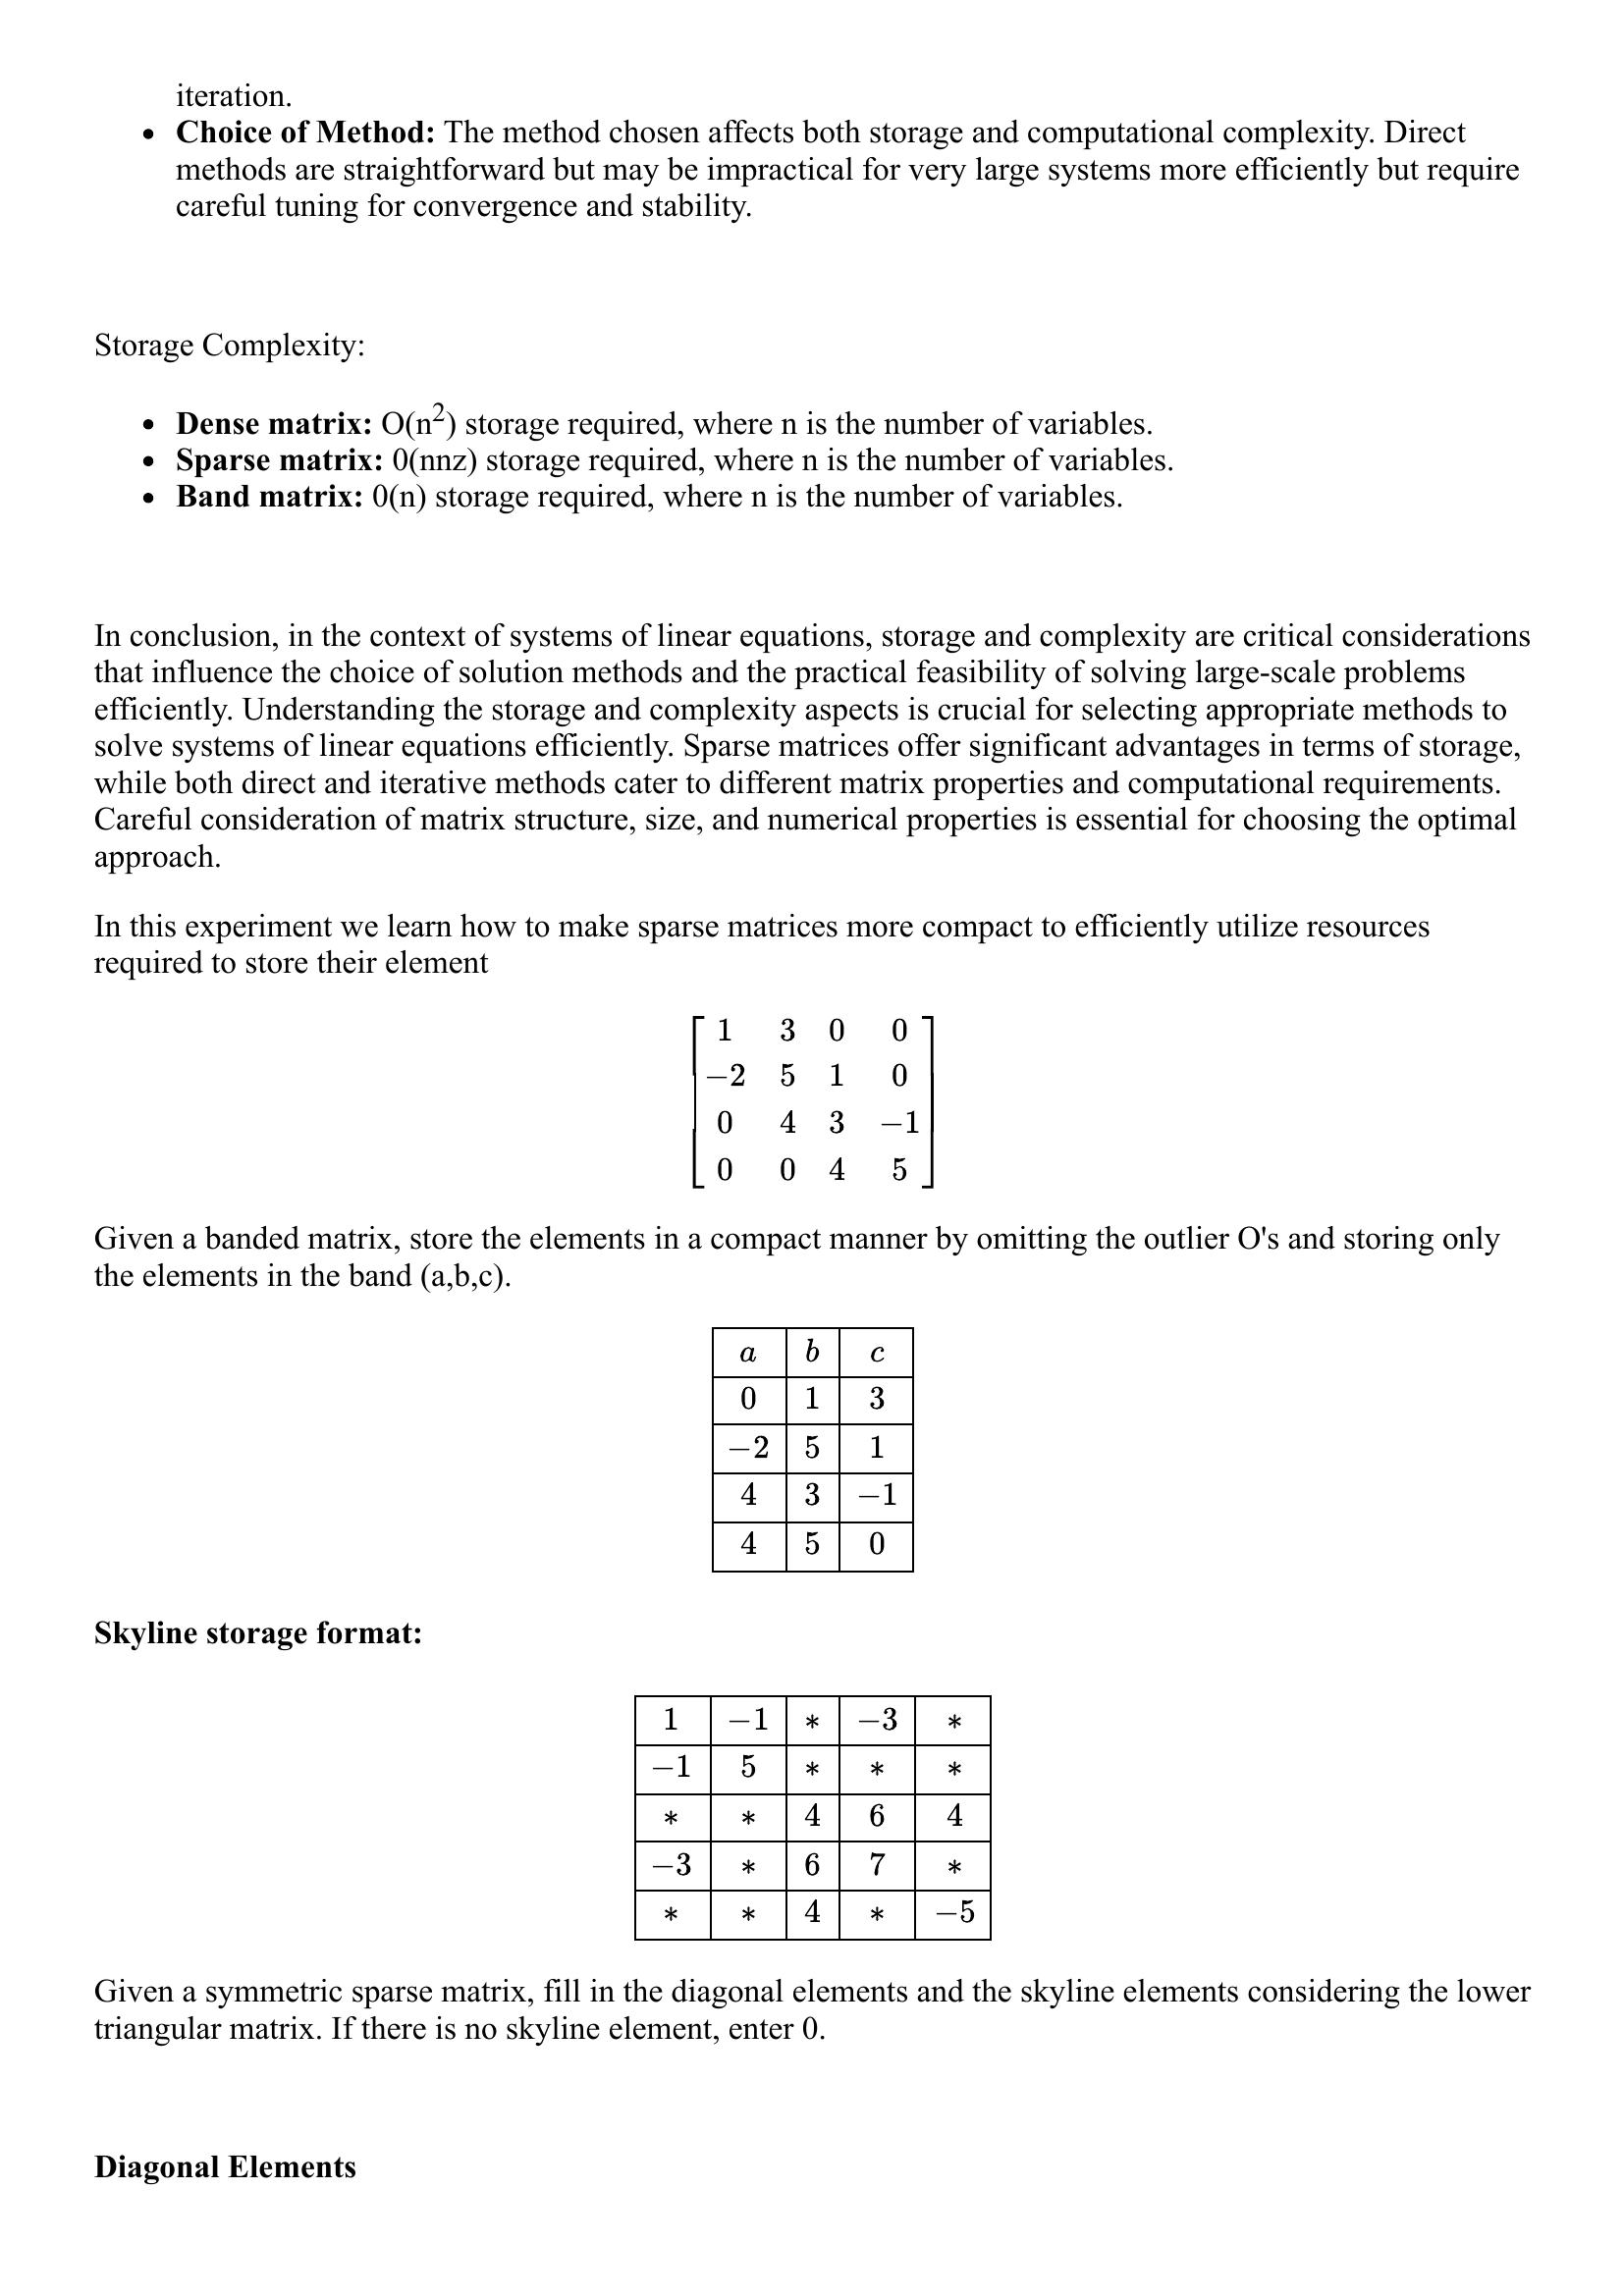 iteration.
• Choice of Method: The method chosen affects both storage and computational complexity. Direct
methods are straightforward but may be impractical for very large systems more efficiently but require
careful tuning for convergence and stability.
Storage Complexity:
• Dense matrix: O(n²) storage required, where n is the number of variables.
• Sparse matrix: 0(nnz) storage required, where n is the number of variables.
• Band matrix: 0(n) storage required, where n is the number of variables.
In conclusion, in the context of systems of linear equations, storage and complexity are critical considerations
that influence the choice of solution methods and the practical feasibility of solving large-scale problems
efficiently. Understanding the storage and complexity aspects is crucial for selecting appropriate methods to
solve systems of linear equations efficiently. Sparse matrices offer significant advantages in terms of storage,
while both direct and iterative methods cater to different matrix properties and computational requirements.
Careful consideration of matrix structure, size, and numerical properties is essential for choosing the optimal
approach.
In this experiment we learn how to make sparse matrices more compact to efficiently utilize resources
required to store their element
1 3 0 0
−2 5 1 0
0 4 3 −1
0 0 4 5
Given a banded matrix, store the elements in a compact manner by omitting the outlier O's and storing only
the elements in the band (a,b,c).
a b c
0 1 3
−2 5 1
4 3 −1
4 5 0
Skyline storage format:
1 −1 * −3 *
−1 5 * * *
* * 4 6 4
−3 * 6 7 *
* * 4 * −5
Given a symmetric sparse matrix, fill in the diagonal elements and the skyline elements considering the lower
triangular matrix. If there is no skyline element, enter 0.
Diagonal Elements